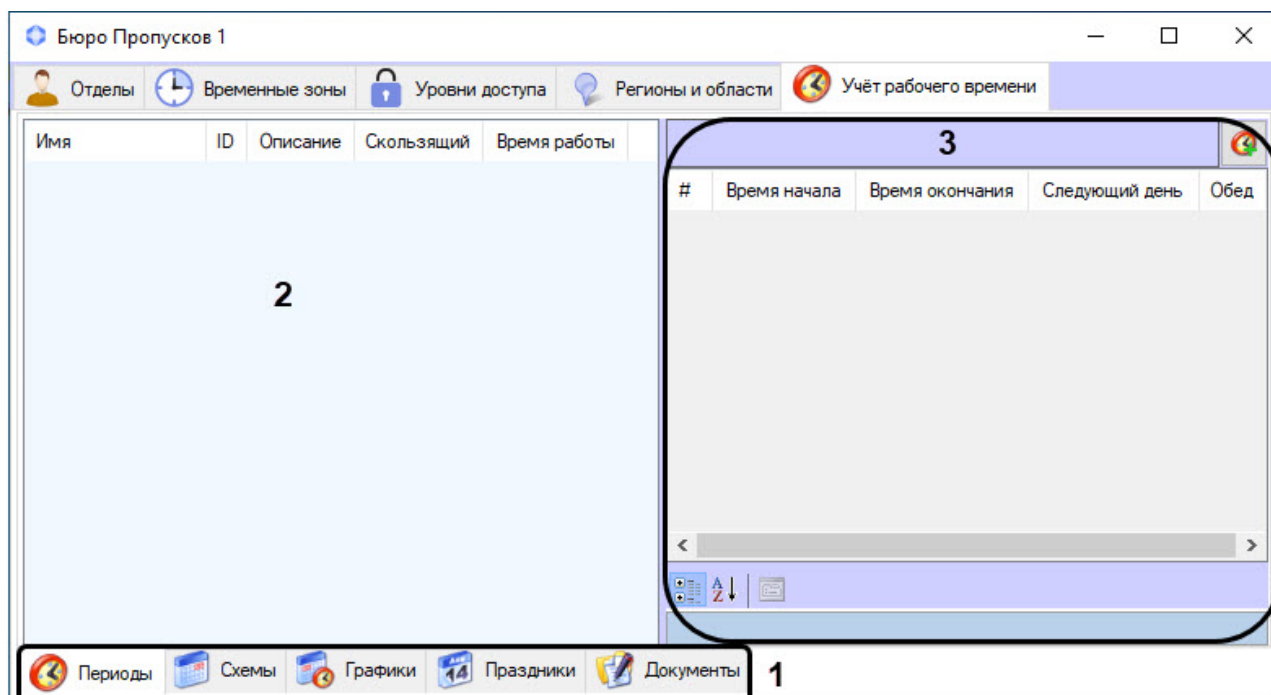 Бюро Пропусков 1
Отделы Временные зоны Уровни доступа Регионы и области Учёт рабочего времени
Имя ID Описание Скользящий Время работы
3
# Время начала Время окончания Следующий день Обед
2
Периоды Схемы Графики Праздники Документы 1